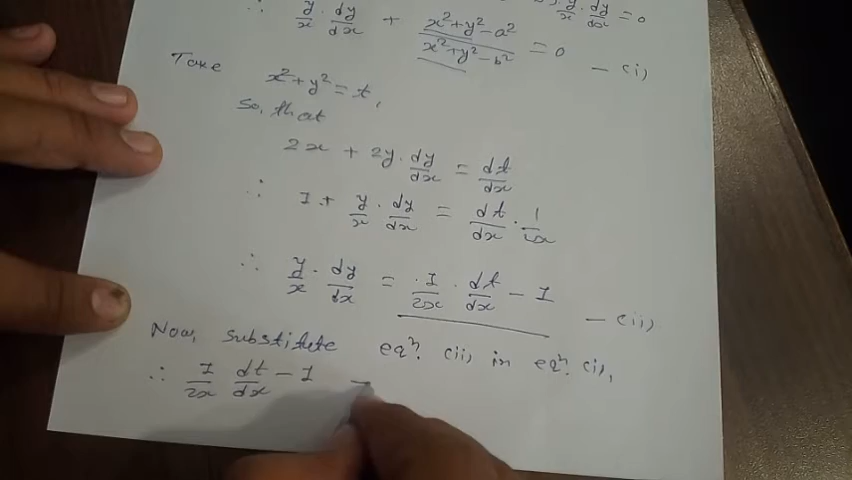 y/x · dy/dx = 0
∴ y/x · dy/dx + (x²+y²-a²)/(x²+y²-b²) = 0 — (i)
Take x²+y² = t,
So, that
2x + 2y · dy/dx = dt/dx
∴ 1 + y/x · dy/dx = dt/dx · 1/2x
∴ y/x · dy/dx = 1/2x · dt/dx - 1 — (ii)
Now, substitute eqⁿ. (ii) in eqⁿ. (i),
∴ 1/2x dt/dx - 1